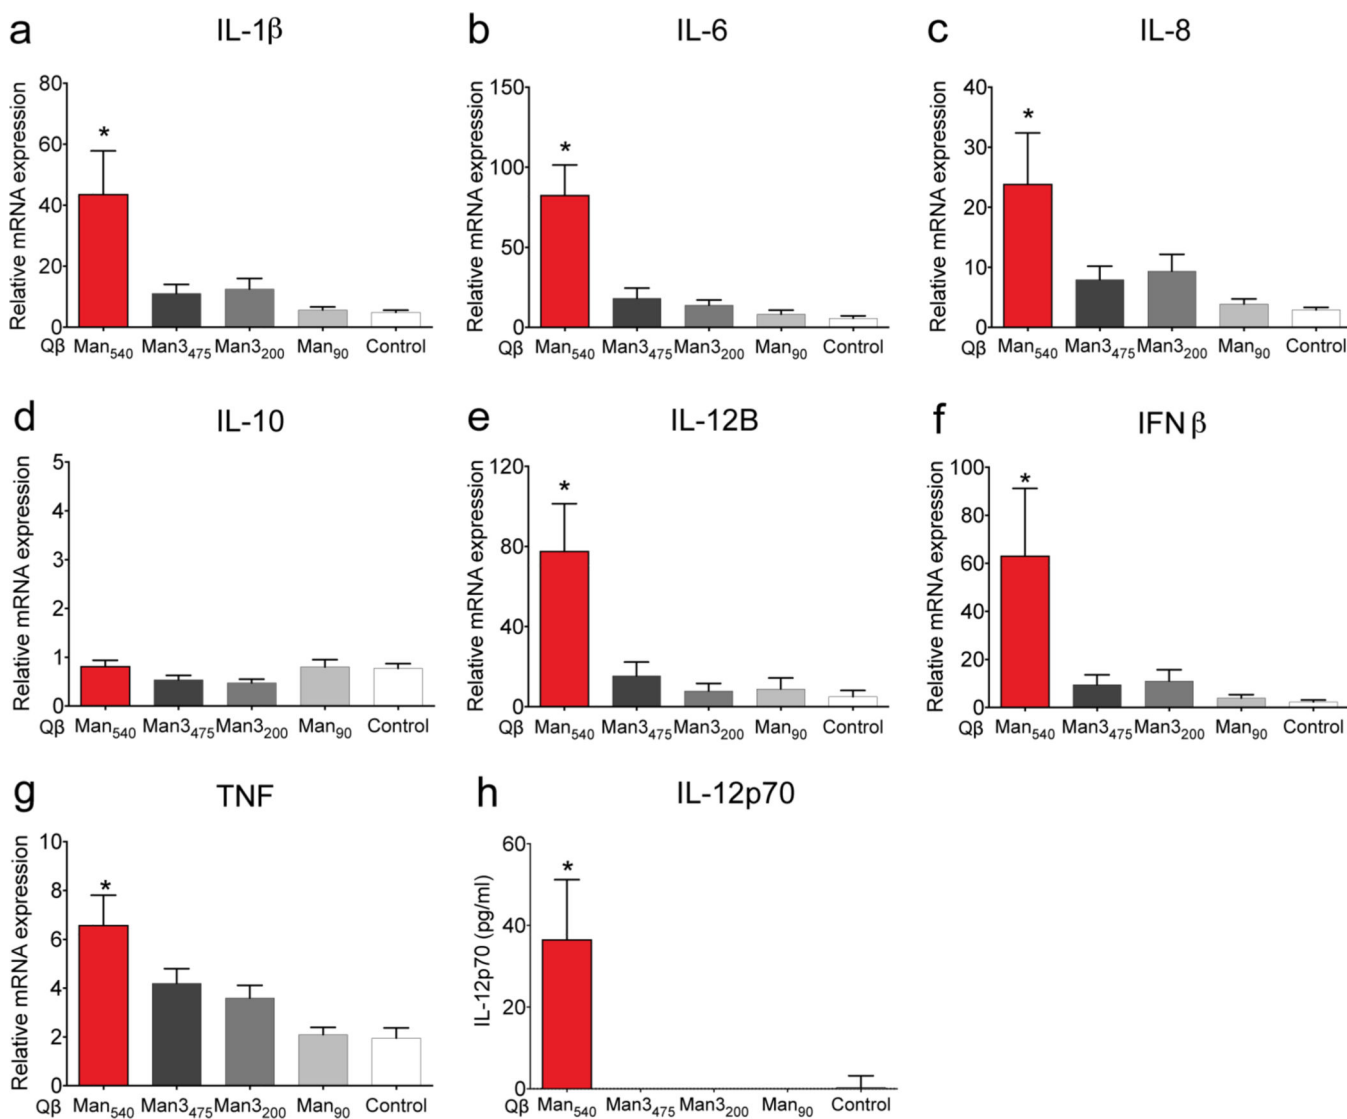 a IL-1β
Relative mRNA expression
80
60
40
20
0
*
Qβ Man₅₄₀ Man3₄₇₅ Man3₂₀₀ Man₉₀ Control
b IL-6
Relative mRNA expression
150
100
50
0
*
Qβ Man₅₄₀ Man3₄₇₅ Man3₂₀₀ Man₉₀ Control
c IL-8
Relative mRNA expression
40
30
20
10
0
*
Qβ Man₅₄₀ Man3₄₇₅ Man3₂₀₀ Man₉₀ Control
d IL-10
Relative mRNA expression
5
4
3
2
1
0
Qβ Man₅₄₀ Man3₄₇₅ Man3₂₀₀ Man₉₀ Control
e IL-12B
Relative mRNA expression
120
80
40
0
*
Qβ Man₅₄₀ Man3₄₇₅ Man3₂₀₀ Man₉₀ Control
f IFNβ
Relative mRNA expression
100
80
60
40
20
0
*
Qβ Man₅₄₀ Man3₄₇₅ Man3₂₀₀ Man₉₀ Control
g TNF
Relative mRNA expression
10
8
6
4
2
0
*
Qβ Man₅₄₀ Man3₄₇₅ Man3₂₀₀ Man₉₀ Control
h IL-12p70
IL-12p70 (pg/ml)
60
40
20
0
*
Qβ Man₅₄₀ Man3₄₇₅ Man3₂₀₀ Man₉₀ Control